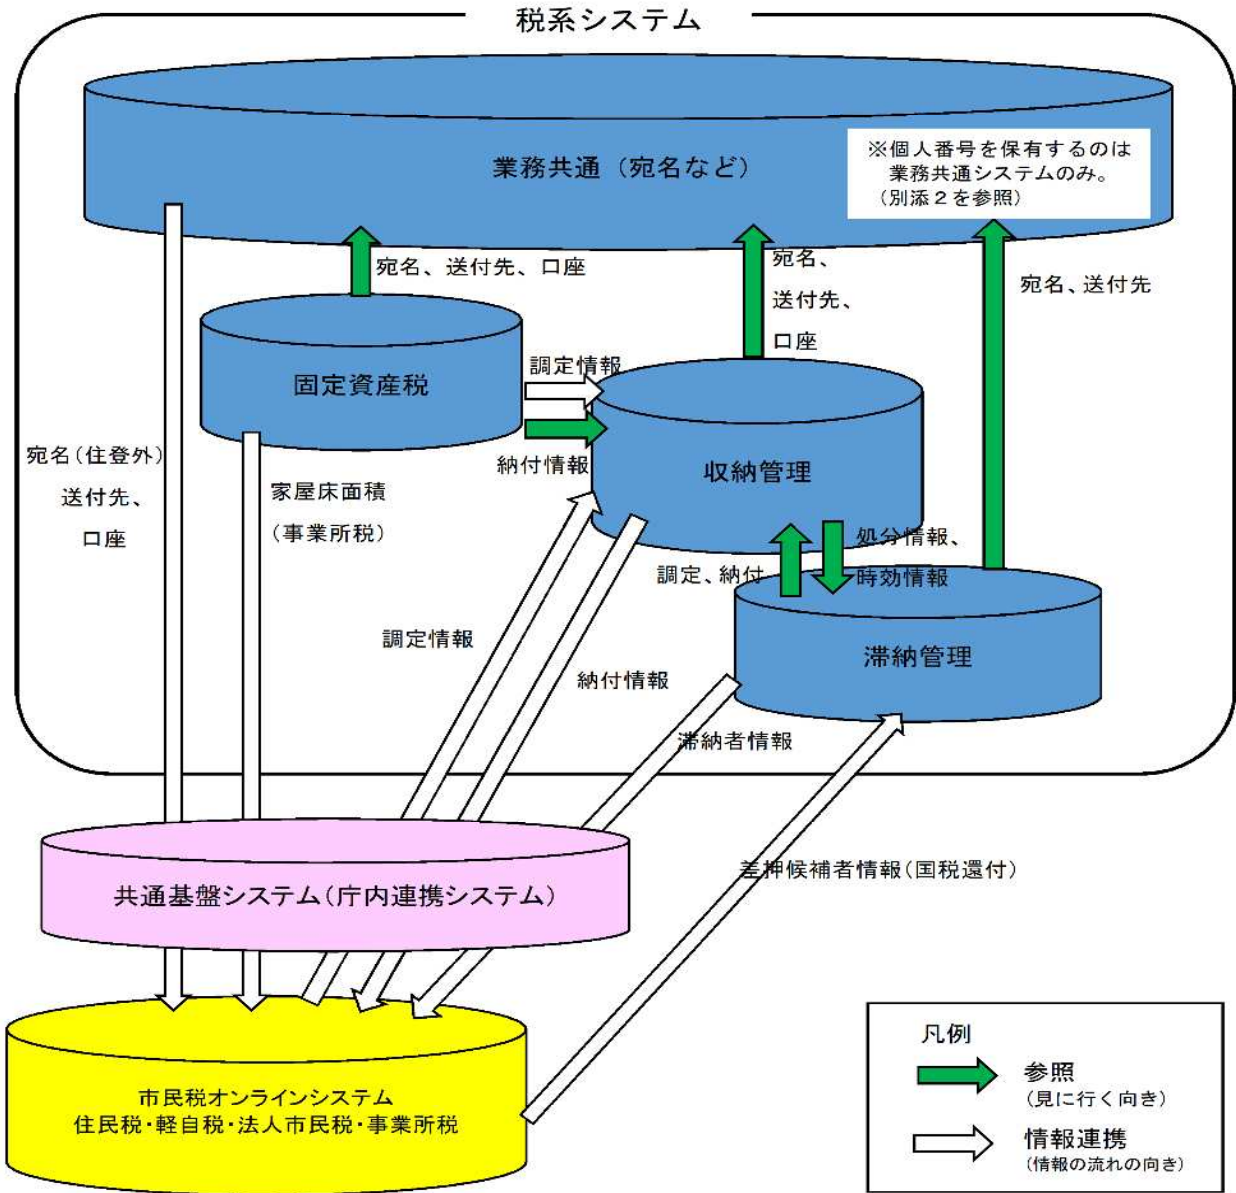 税系システム
業務共通（宛名など）
※個人番号を保有するのは
業務共通システムのみ。
（別添２を参照）
宛名、送付先、口座
宛名、
送付先、
口座
宛名、送付先
固定資産税
調定情報
納付情報
収納管理
宛名（住登外）
送付先、
口座
家屋床面積
（事業所税）
処分情報、
時効情報
調定、納付
滞納管理
調定情報
納付情報
滞納者情報
差押候補者情報（国税還付）
共通基盤システム（庁内連携システム）
市民税オンラインシステム
住民税・軽自税・法人市民税・事業所税
凡例
参照
（見に行く向き）
情報連携
（情報の流れの向き）